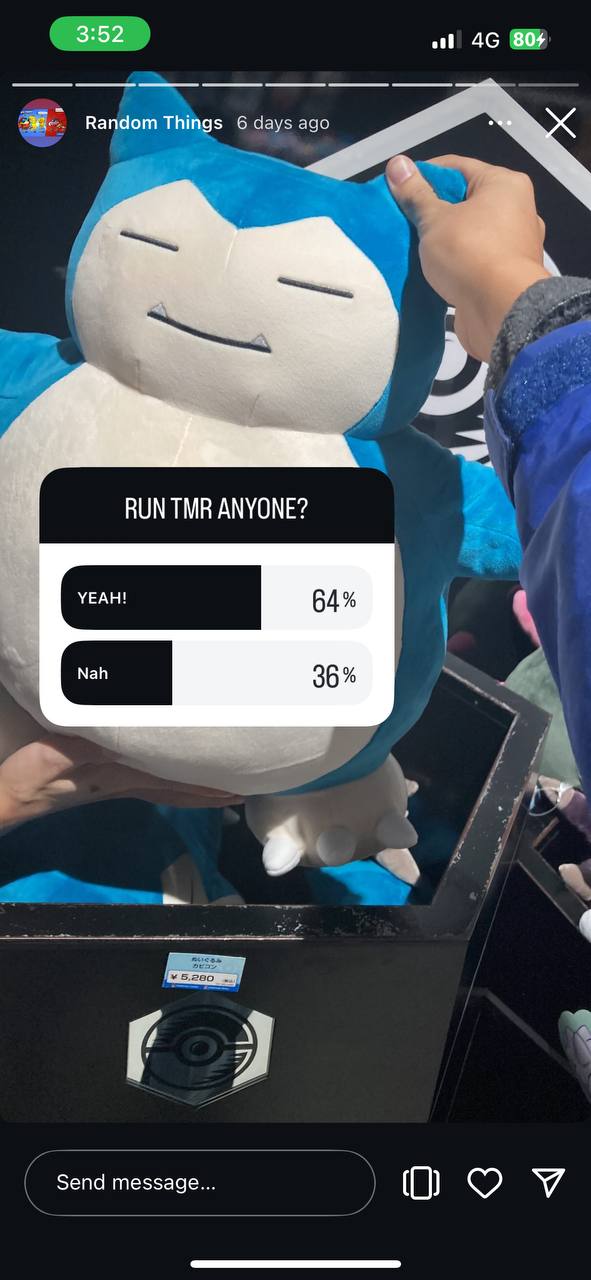 3:52
4G
80
Random Things 6 days ago
RUN TMR ANYONE?
YEAH!
64%
Nah
36%
ぬいぐるみ
カビゴン
¥5,280
Send message...